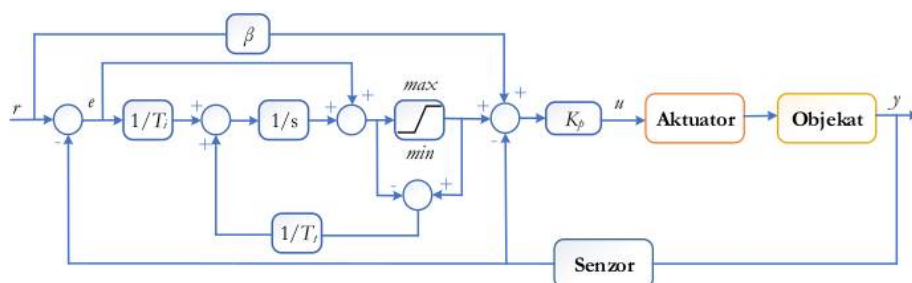 β
max
r
e
1/T_i
1/s
min
K_p
u
Aktuator
Objekat
y
1/T_t
Senzor
+
+
+
+
+
+
-
-
+
-
-